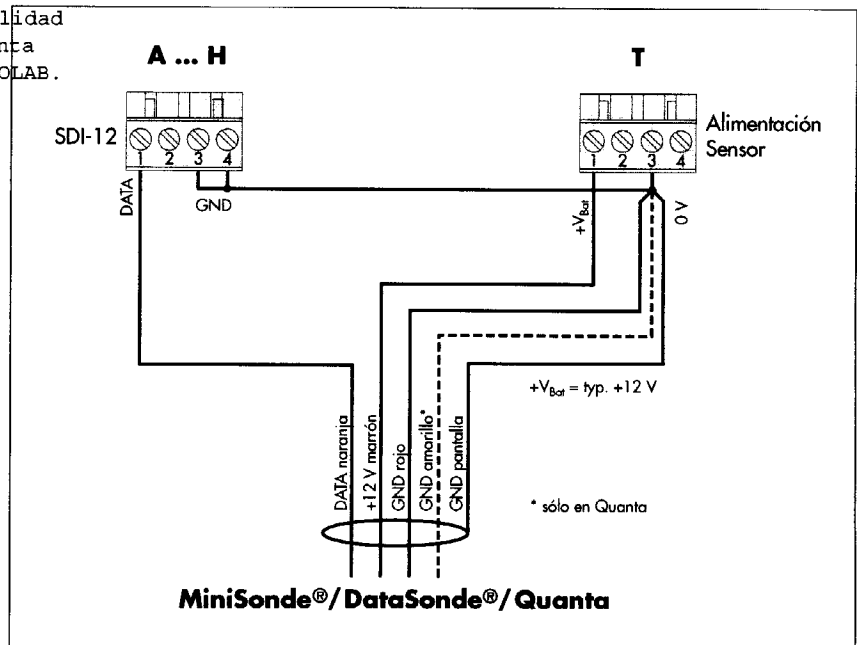 lidad
nta
OLAB.
A ... H
T
SDI-12
1 2 3 4
1 2 3 4
Alimentación
Sensor
DATA
GND
+VBat
0 V
+VBat = typ. +12 V
DATA naranja
+12 V marrón
GND rojo
GND amarillo*
GND pantalla
* sólo en Quanta
MiniSonde®/DataSonde®/Quanta